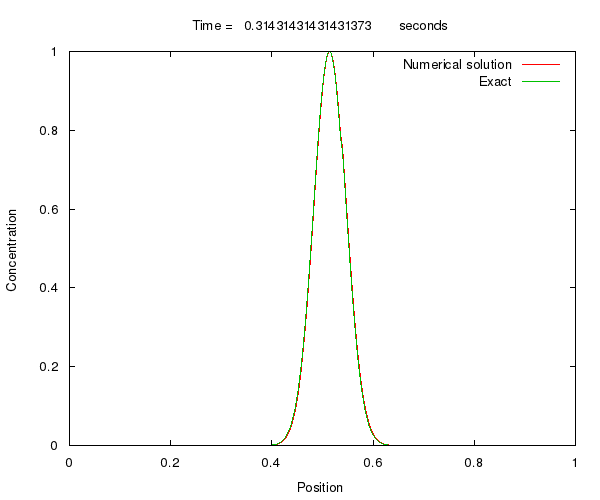 Time = 0.31431431431431373 seconds
Numerical solution
Exact
1
0.8
0.6
0.4
0.2
0
Concentration
0 0.2 0.4 0.6 0.8 1
Position